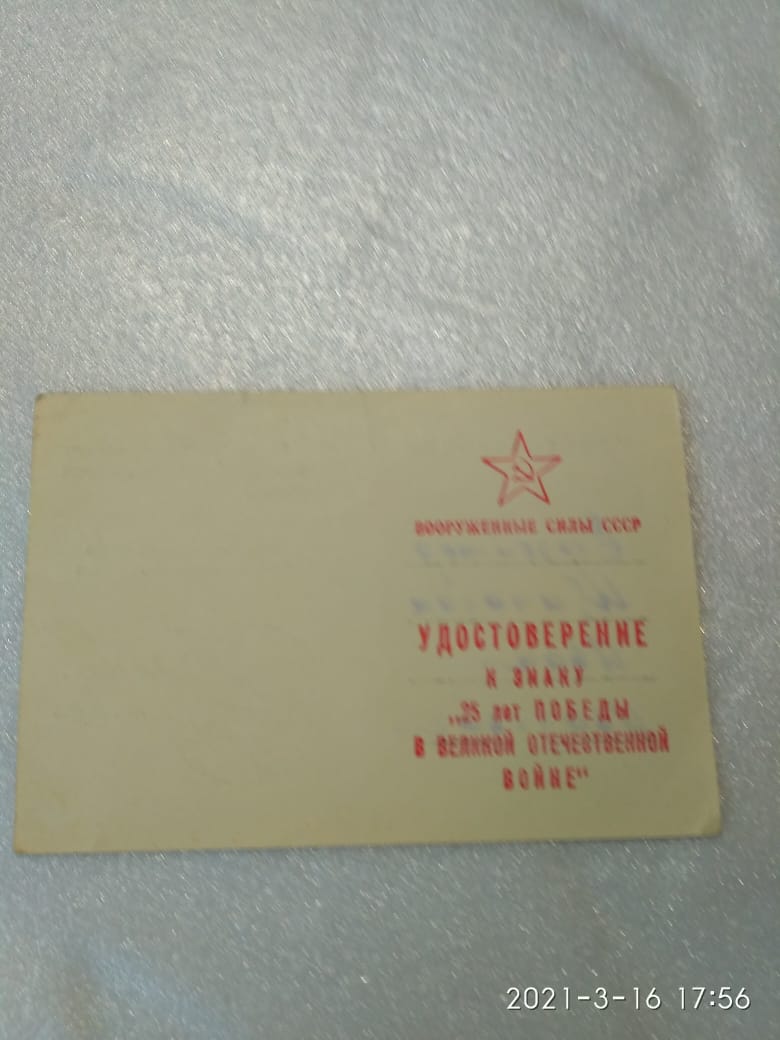 ВООРУЖЕННЫЕ СИЛЫ СССР
УДОСТОВЕРЕНИЕ
К ЗНАКУ
„25 лет ПОБЕДЫ
В ВЕЛИКОЙ ОТЕЧЕСТВЕННОЙ
ВОЙНЕ“
2021-3-16 17:56